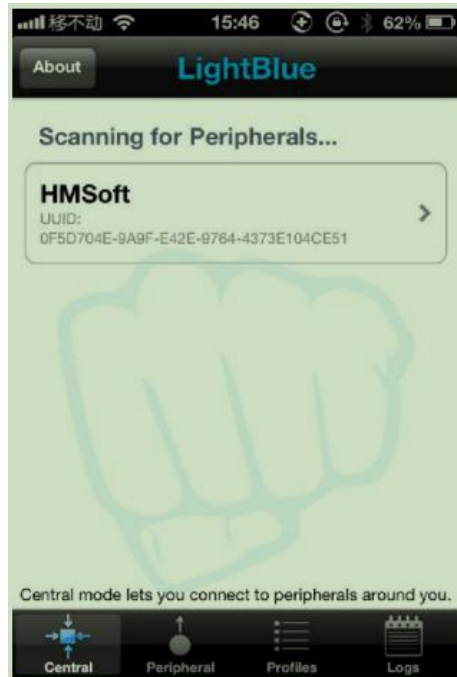 移不动 15:46 62%
About LightBlue
Scanning for Peripherals...
HMSoft
UUID:
0F5D704E-9A9F-E42E-9764-4373E104CE51
Central mode lets you connect to peripherals around you.
Central Peripheral Profiles Logs